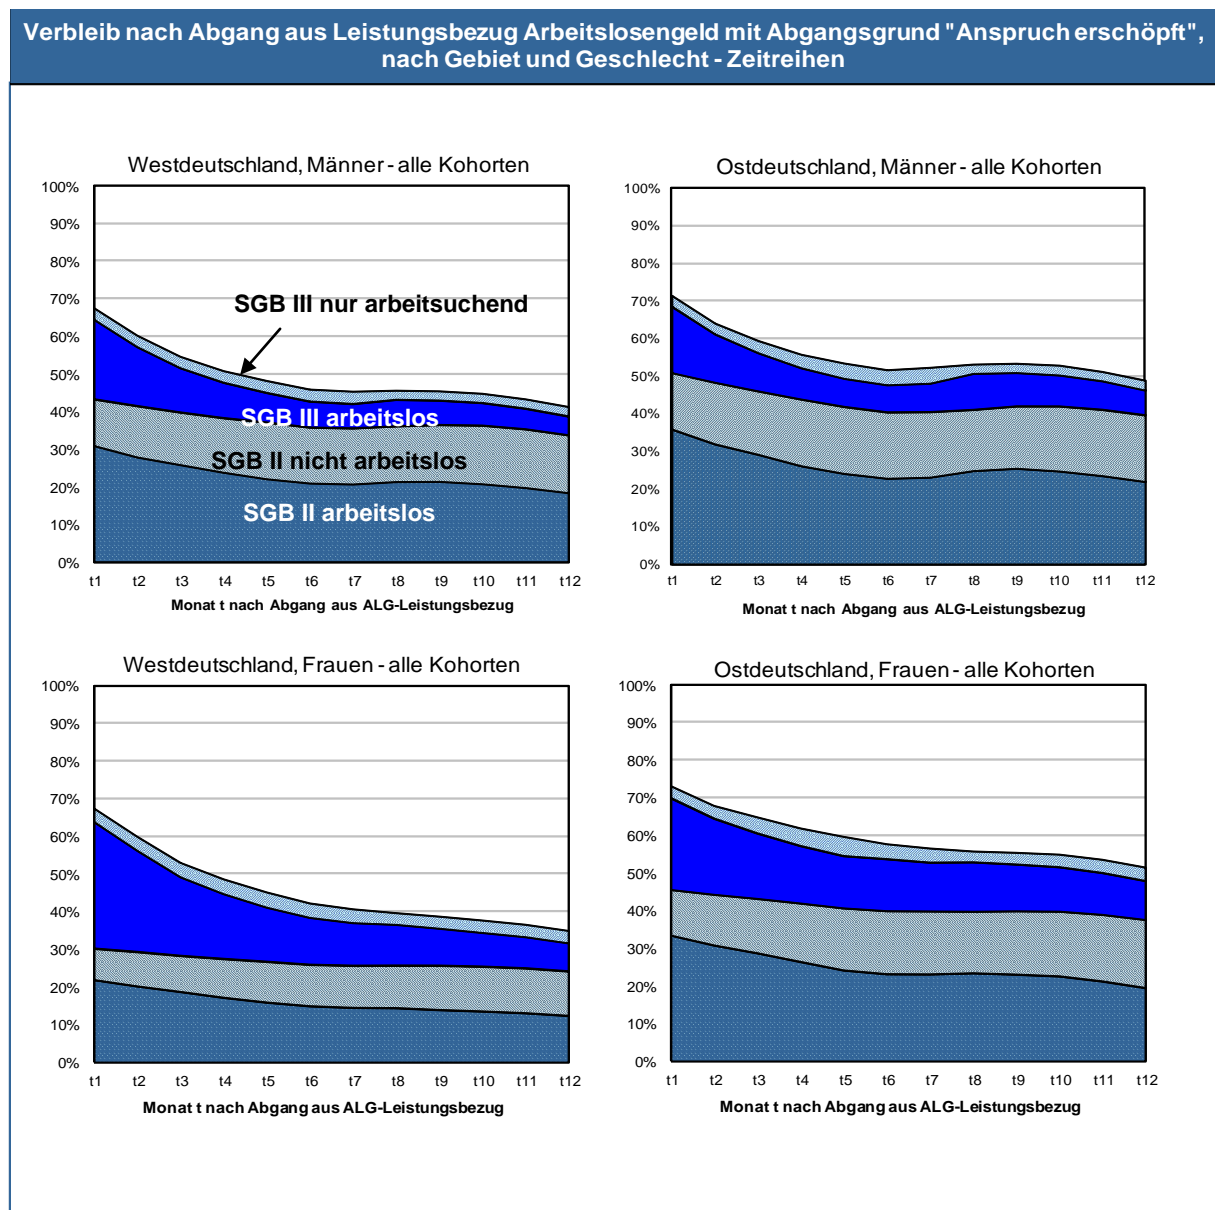 Verbleib nach Abgang aus Leistungsbezug Arbeitslosengeld mit Abgangsgrund "Anspruch erschöpft",
nach Gebiet und Geschlecht - Zeitreihen
Westdeutschland, Männer - alle Kohorten
100%
90%
80%
70%
60%
50%
40%
30%
20%
10%
0%
SGB III nur arbeitsuchend
SGB III arbeitslos
SGB II nicht arbeitslos
SGB II arbeitslos
t1 t2 t3 t4 t5 t6 t7 t8 t9 t10 t11 t12
Monat t nach Abgang aus ALG-Leistungsbezug
Ostdeutschland, Männer - alle Kohorten
100%
90%
80%
70%
60%
50%
40%
30%
20%
10%
0%
t1 t2 t3 t4 t5 t6 t7 t8 t9 t10 t11 t12
Monat t nach Abgang aus ALG-Leistungsbezug
Westdeutschland, Frauen - alle Kohorten
100%
90%
80%
70%
60%
50%
40%
30%
20%
10%
0%
t1 t2 t3 t4 t5 t6 t7 t8 t9 t10 t11 t12
Monat t nach Abgang aus ALG-Leistungsbezug
Ostdeutschland, Frauen - alle Kohorten
100%
90%
80%
70%
60%
50%
40%
30%
20%
10%
0%
t1 t2 t3 t4 t5 t6 t7 t8 t9 t10 t11 t12
Monat t nach Abgang aus ALG-Leistungsbezug